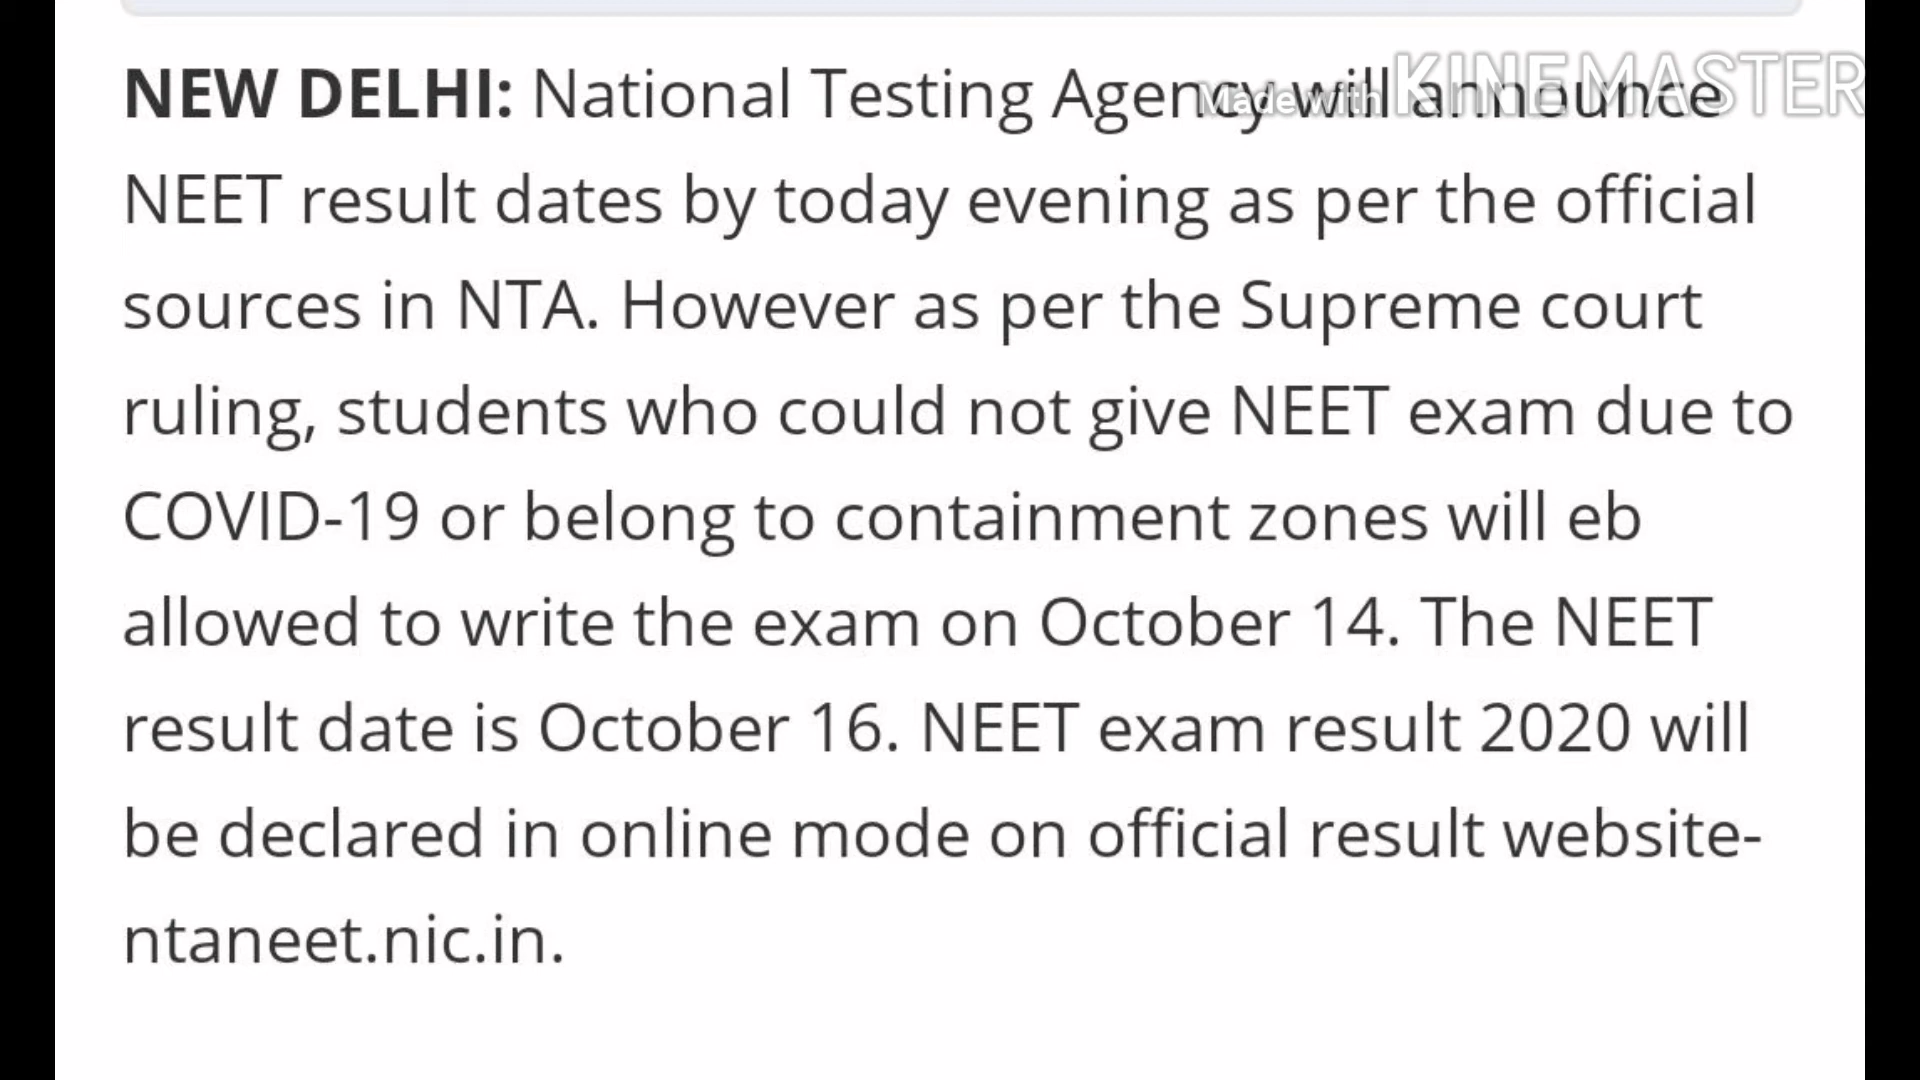 NEW DELHI: National Testing Agency will announce
Made with KINEMASTER
NEET result dates by today evening as per the official
sources in NTA. However as per the Supreme court
ruling, students who could not give NEET exam due to
COVID-19 or belong to containment zones will eb
allowed to write the exam on October 14. The NEET
result date is October 16. NEET exam result 2020 will
be declared in online mode on official result website-
ntaneet.nic.in.